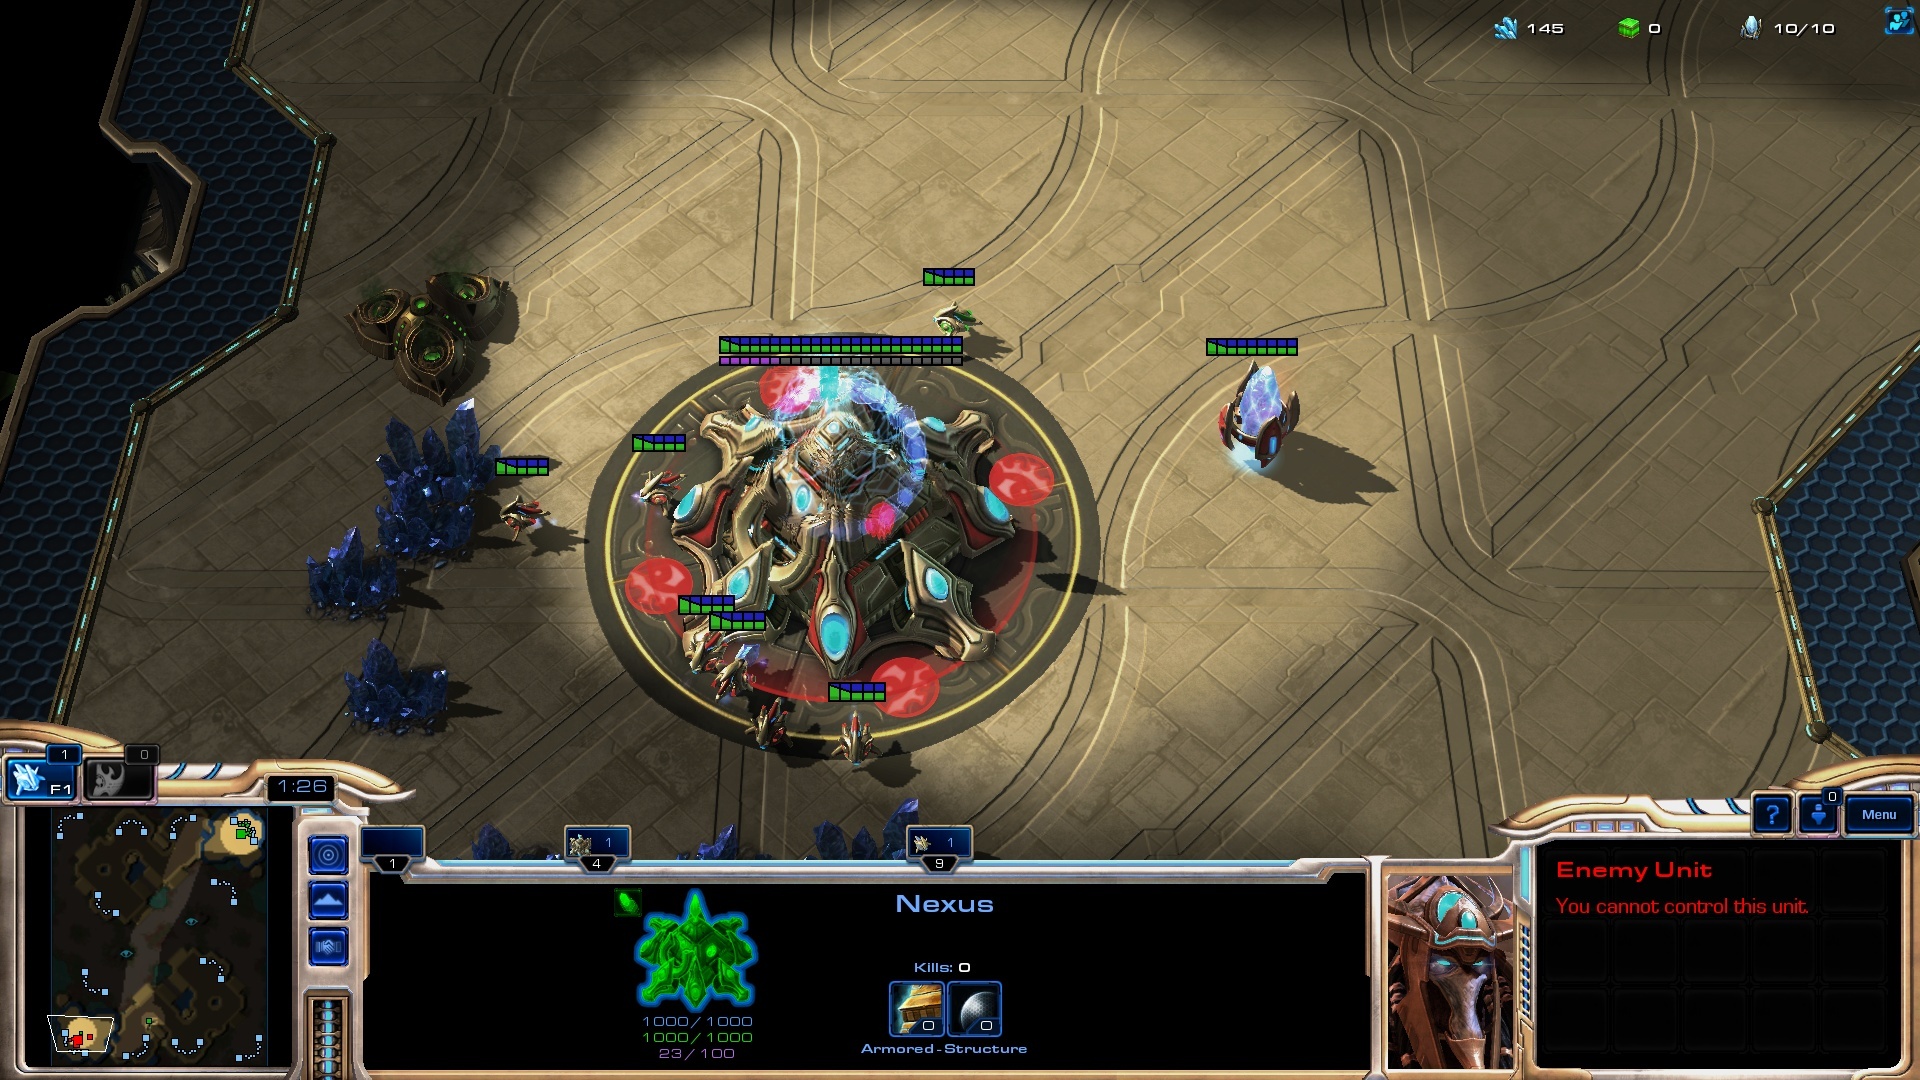 145
0
10/10
1
0
F1
1:26
1
1
4
1
9
?
0
Menu
Nexus
Kills: 0
0
0
Armored-Structure
1000/1000
1000/1000
23/100
Enemy Unit
You cannot control this unit.